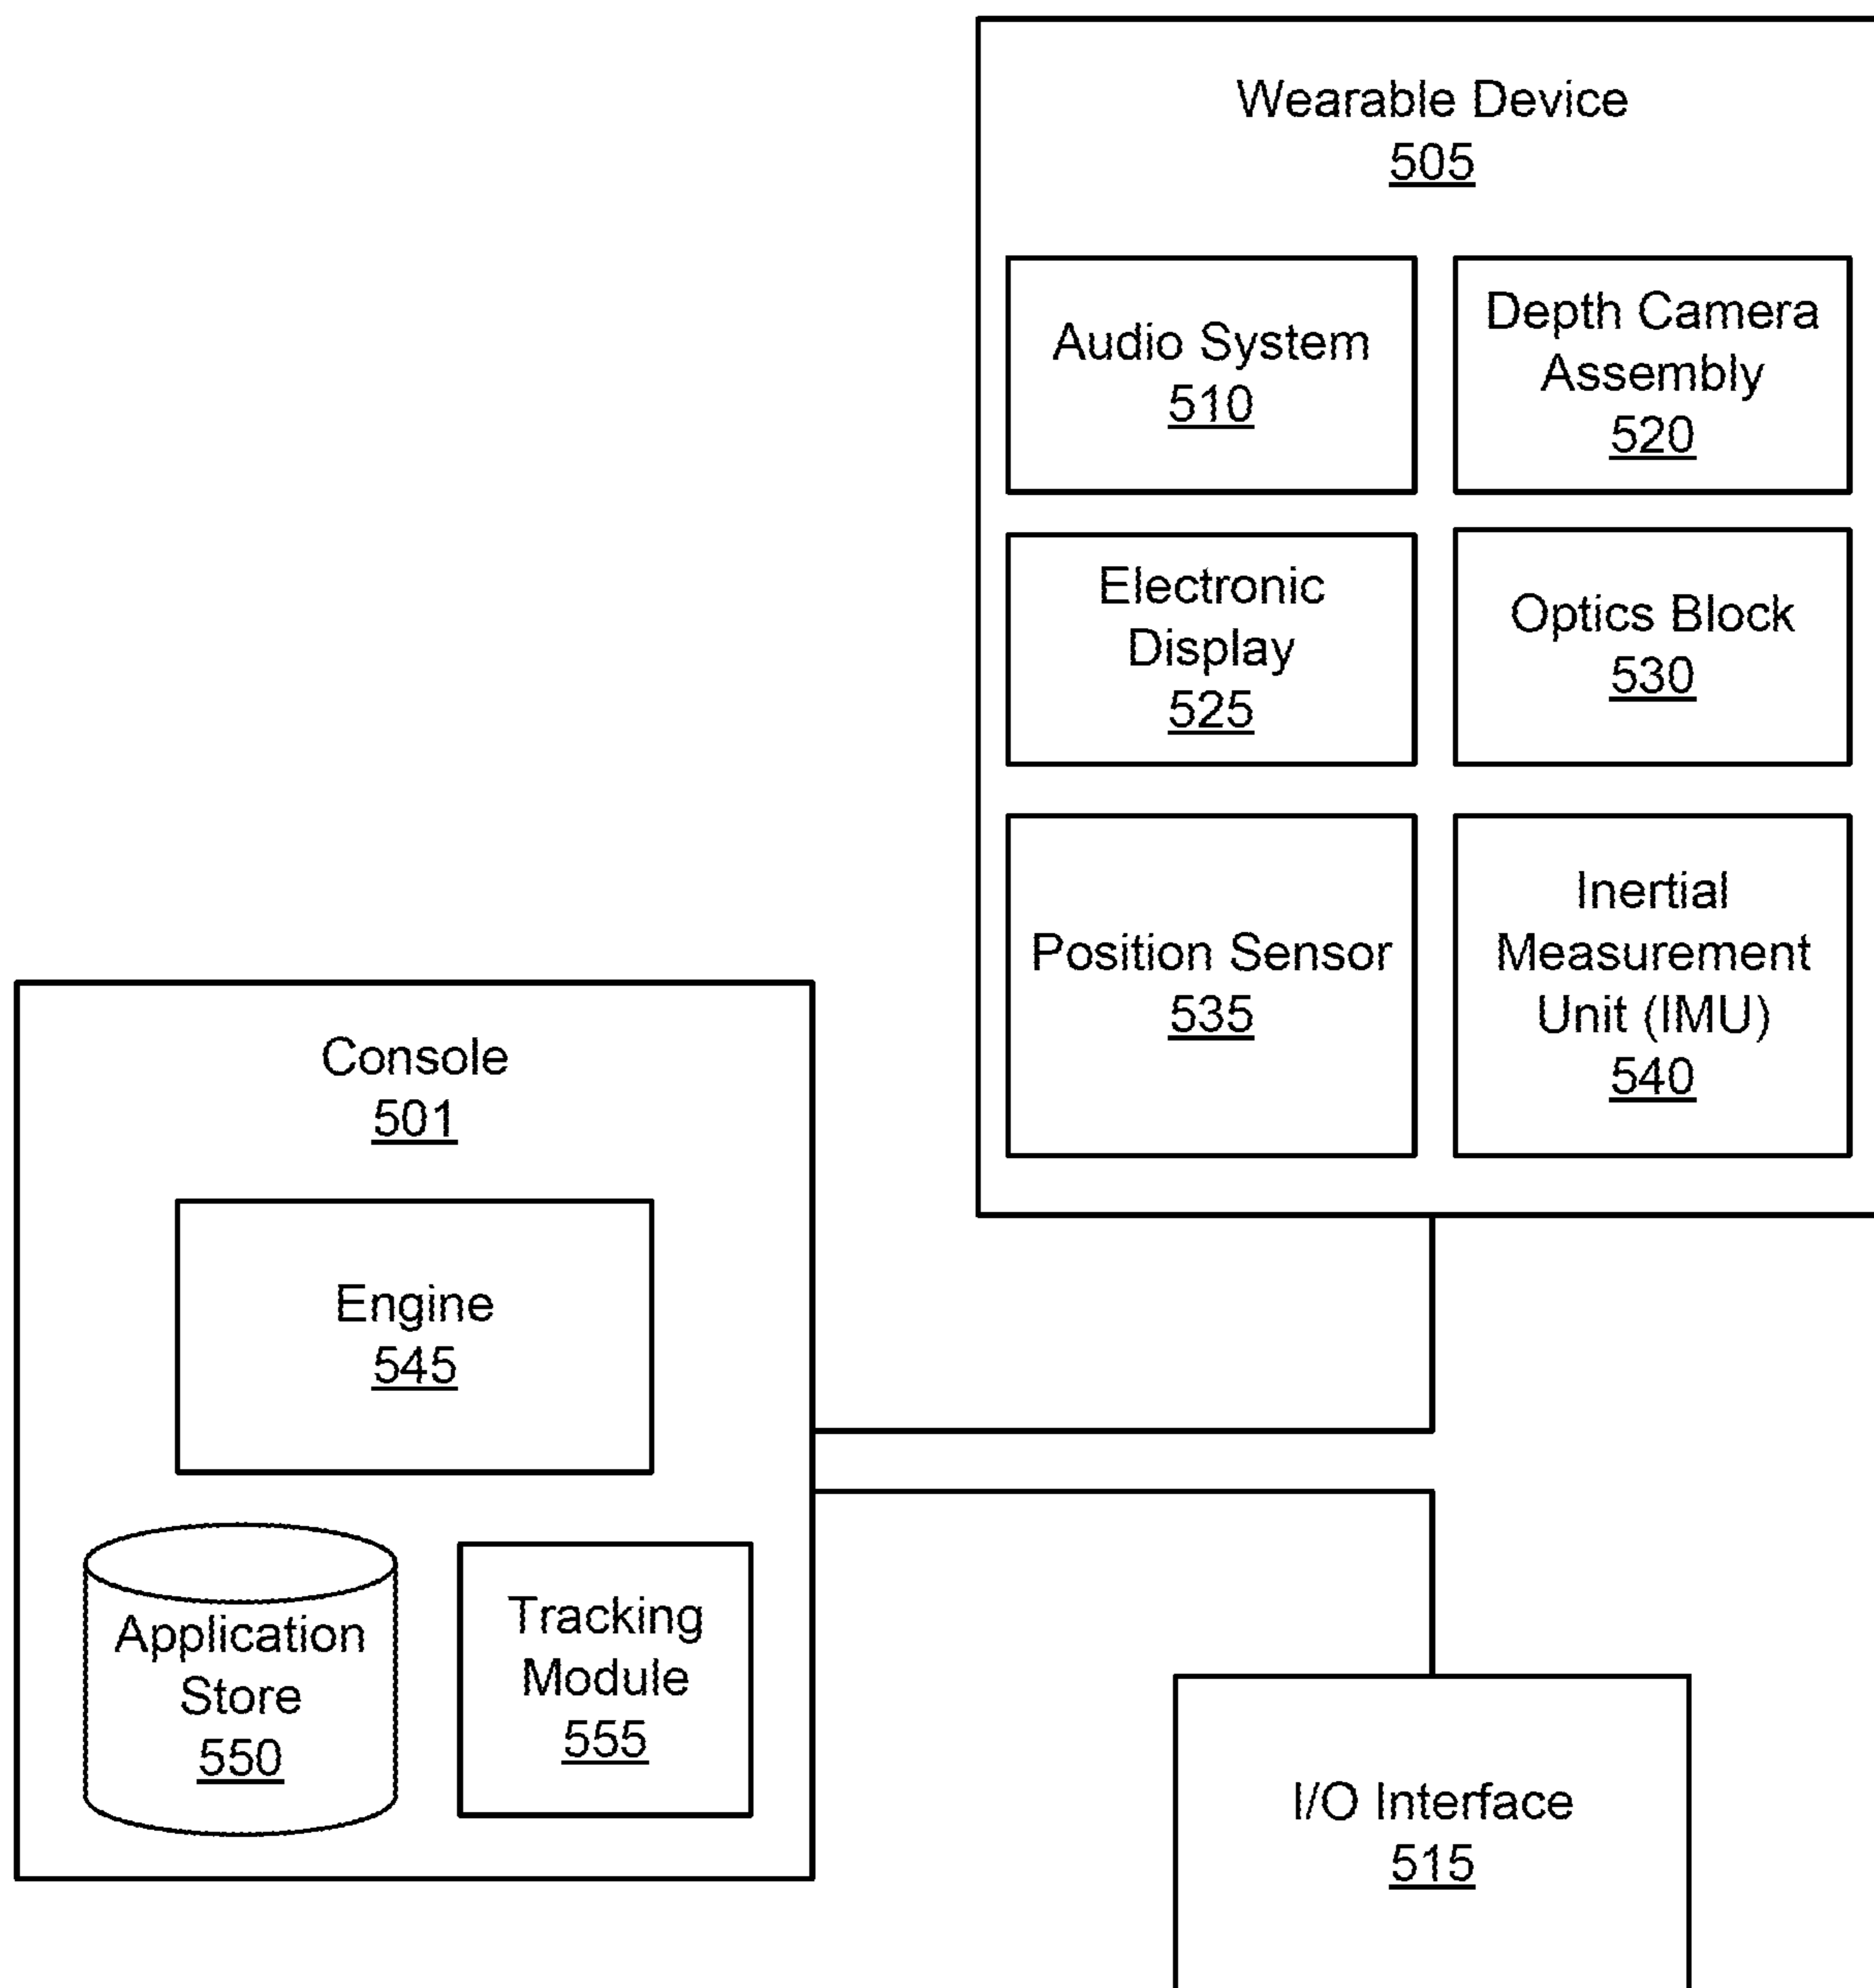 Wearable Device
505
Audio System
510
Depth Camera
Assembly
520
Electronic
Display
525
Optics Block
530
Position Sensor
535
Inertial
Measurement
Unit (IMU)
540
Console
501
Engine
545
Application
Store
550
Tracking
Module
555
I/O Interface
515